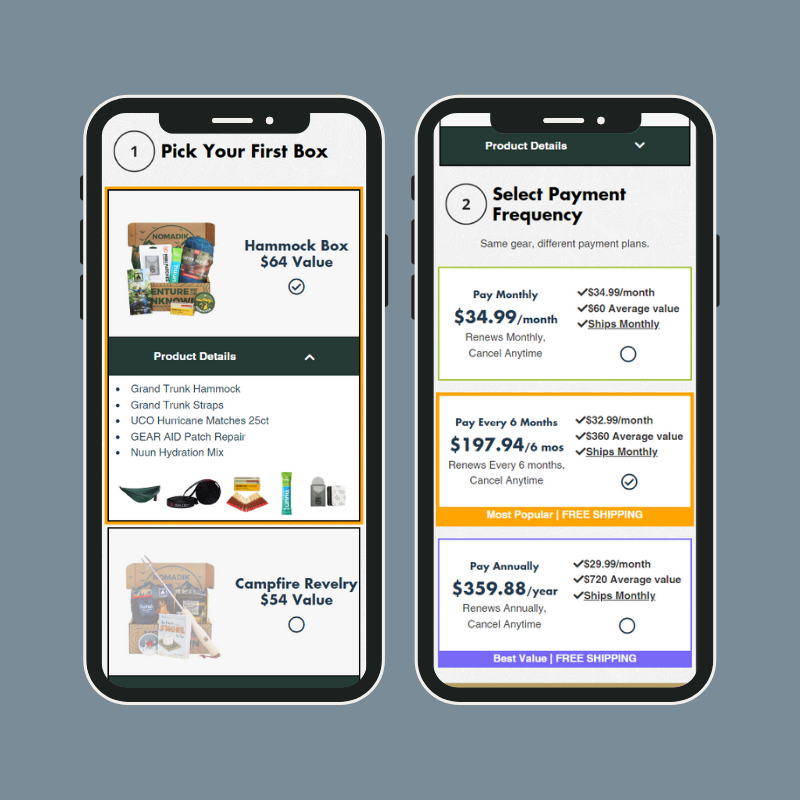 1
Pick Your First Box
NOMADIK
VENTURE
UNKNOWN
Hammock Box
$64 Value
Product Details
Grand Trunk Hammock
Grand Trunk Straps
UCO Hurricane Matches 25ct
GEAR AID Patch Repair
Nuun Hydration Mix
nuun
NOMADIK
Campfire Revelry
$54 Value
Product Details
2
Select Payment
Frequency
Same gear, different payment plans.
Pay Monthly
$34.99/month
Renews Monthly,
Cancel Anytime
$34.99/month
$60 Average value
Ships Monthly
Pay Every 6 Months
$197.94/6 mos
Renews Every 6 months,
Cancel Anytime
$32.99/month
$360 Average value
Ships Monthly
Most Popular | FREE SHIPPING
Pay Annually
$359.88/year
Renews Annually,
Cancel Anytime
$29.99/month
$720 Average value
Ships Monthly
Best Value | FREE SHIPPING